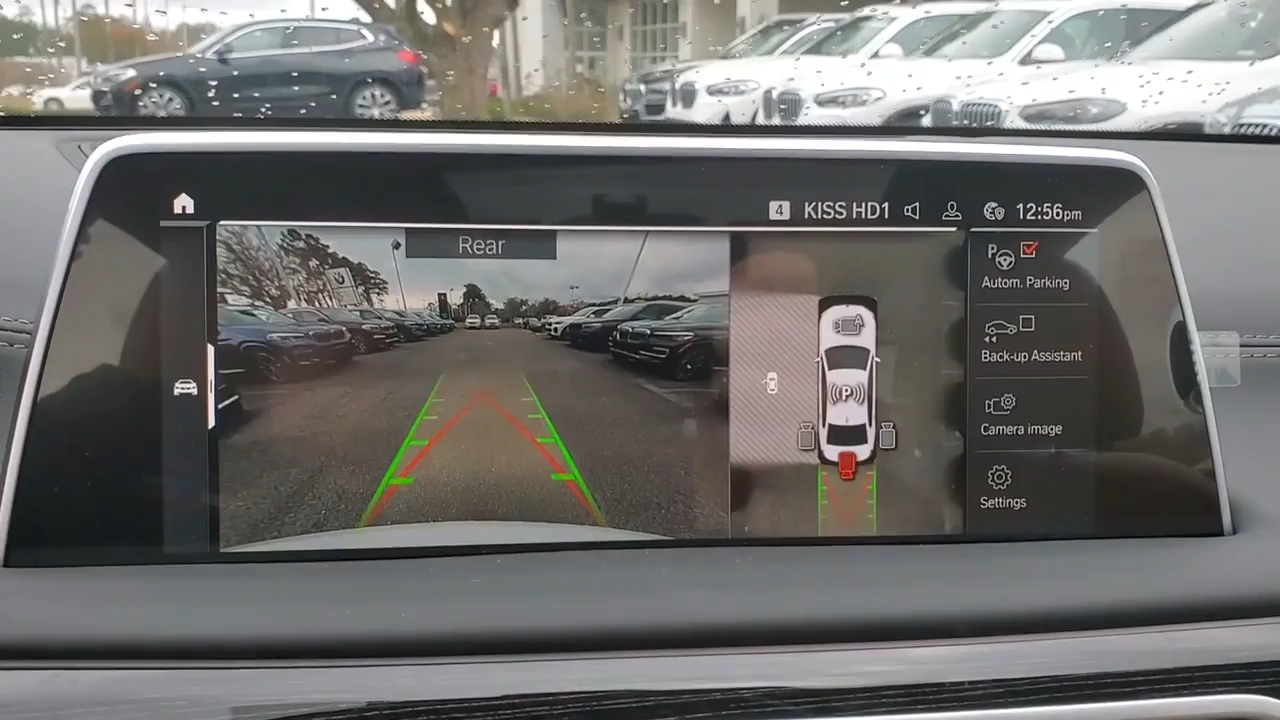 4 KISS HD1 12:56pm
Rear
P
Autom. Parking
A
(P)
Back-up Assistant
Camera image
Settings